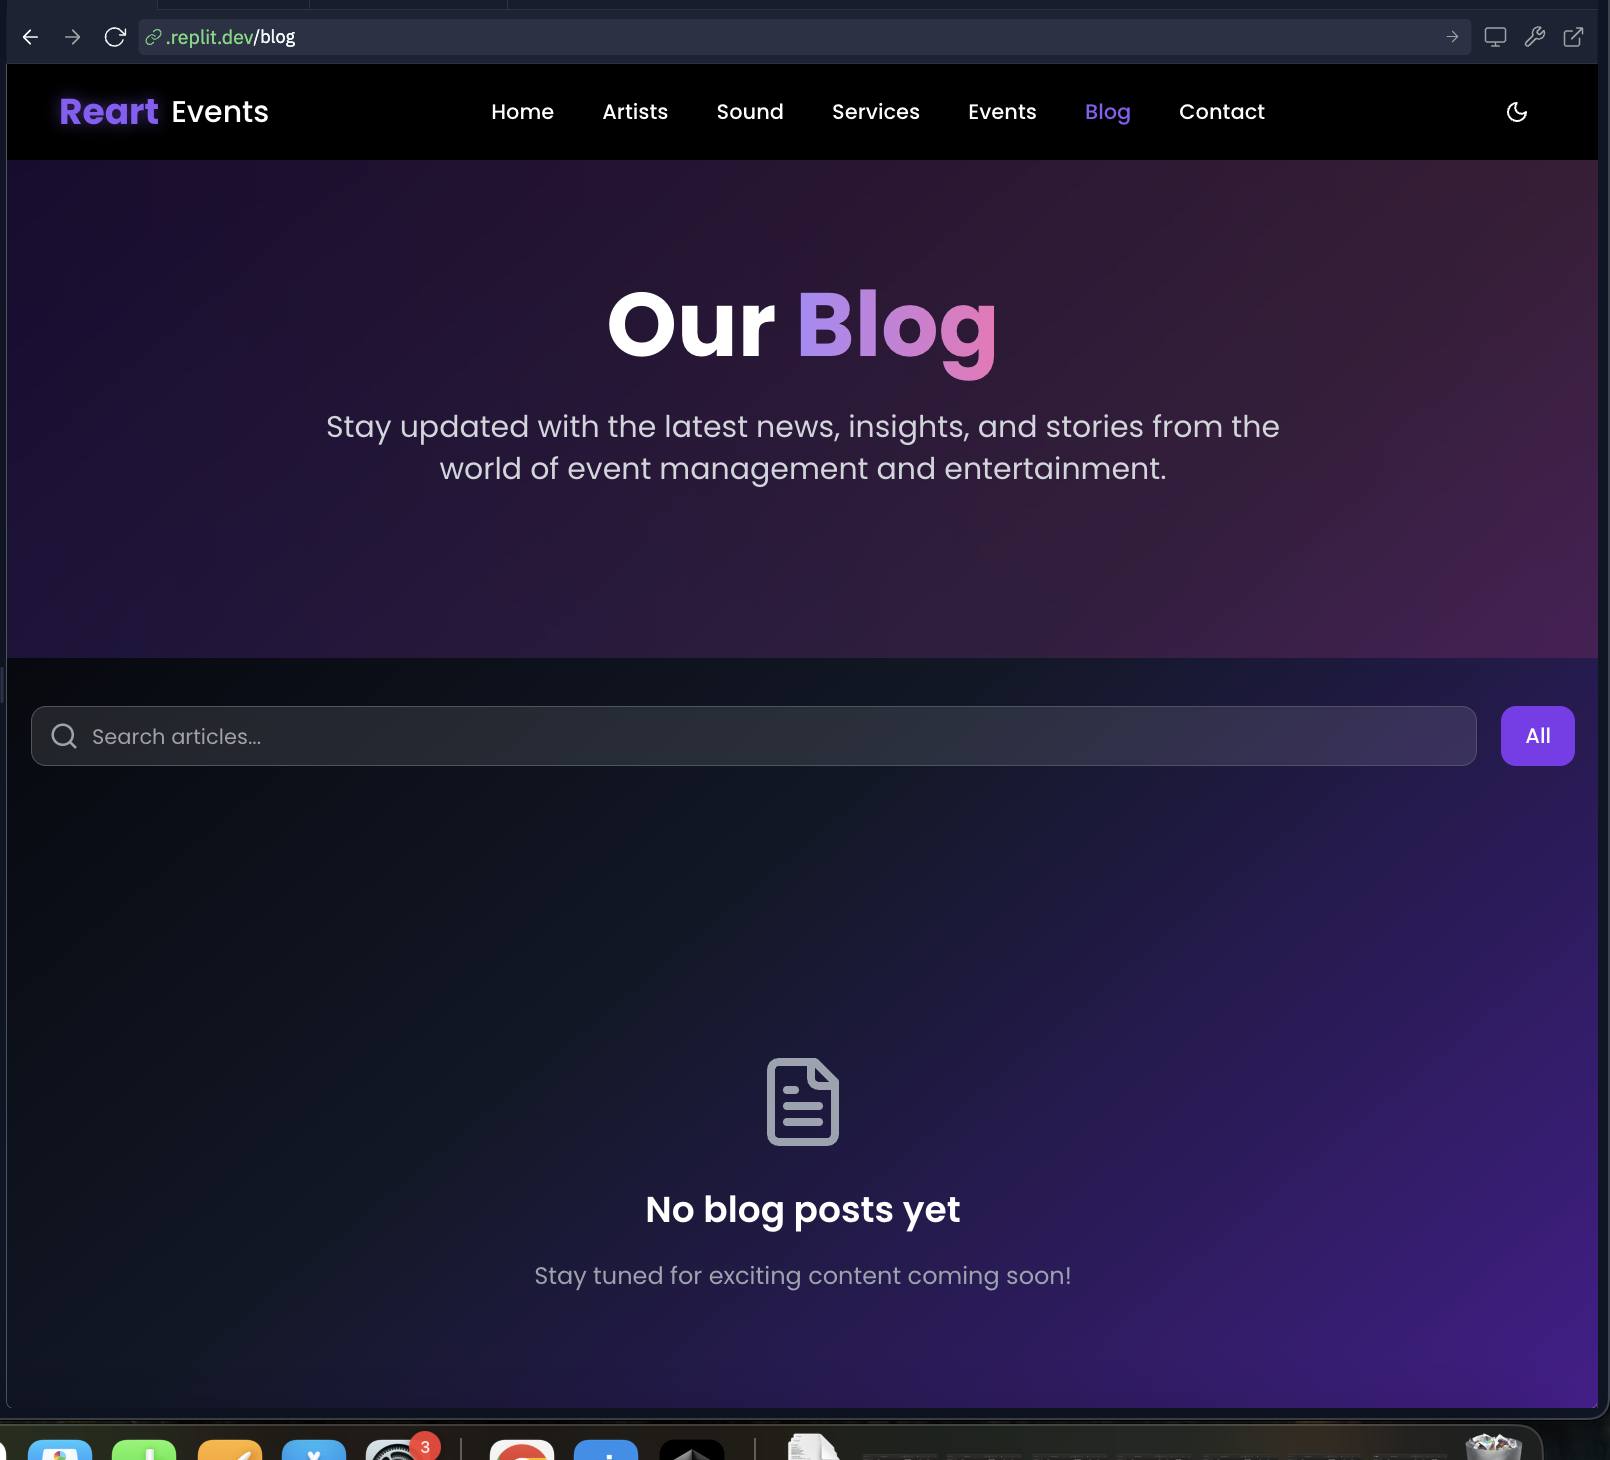 .replit.dev/blog
Reart Events
Home Artists Sound Services Events Blog Contact
Our Blog
Stay updated with the latest news, insights, and stories from the
world of event management and entertainment.
Search articles...
All
No blog posts yet
Stay tuned for exciting content coming soon!
3